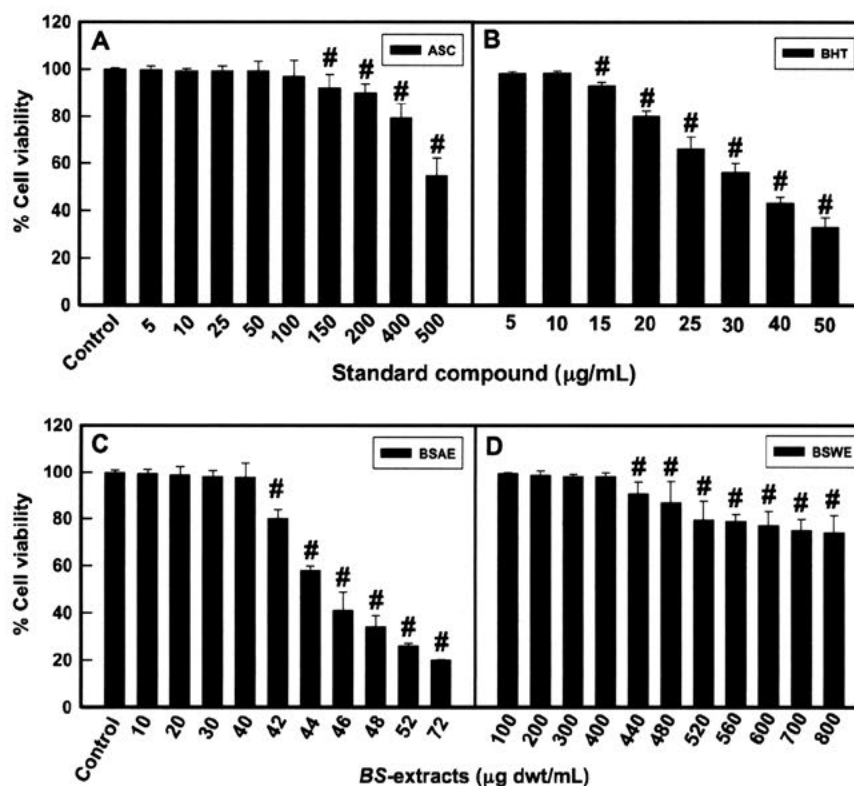 120
100
80
60
40
20
0
% Cell viability
A
ASC
# # # #
B
BHT
# # # # # #
Control 5 10 25 50 100 150 200 400 500
5 10 15 20 25 30 40 50
Standard compound (µg/mL)
120
100
80
60
40
20
0
% Cell viability
C
BSAE
# # # # # #
D
BSWE
# # # # # # #
Control 10 20 30 40 42 44 46 48 52 72
100 200 300 400 440 480 520 560 600 700 800
BS-extracts (µg dwt/mL)